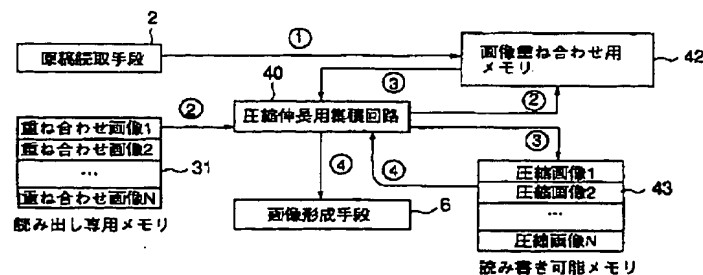 2
原稿読取手段
①
画像重ね合わせ用
メモリ
42
40
③
②
圧縮伸長用集積回路
②
重ね合わせ画像1
重ね合わせ画像2
…
重ね合わせ画像N
31
読み出し専用メモリ
③
④
④
画像形成手段
6
圧縮画像1
圧縮画像2
…
圧縮画像N
43
読み書き可能メモリ